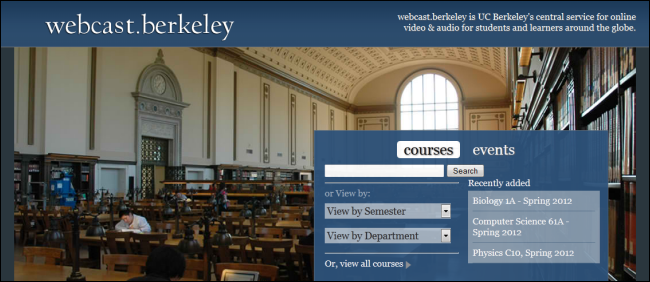 webcast.berkeley
webcast.berkeley is UC Berkeley's central service for online
video & audio for students and learners around the globe.
courses
events
Search
or View by:
View by Semester
View by Department
Or, view all courses
Recently added
Biology 1A - Spring 2012
Computer Science 61A -
Spring 2012
Physics C10, Spring 2012